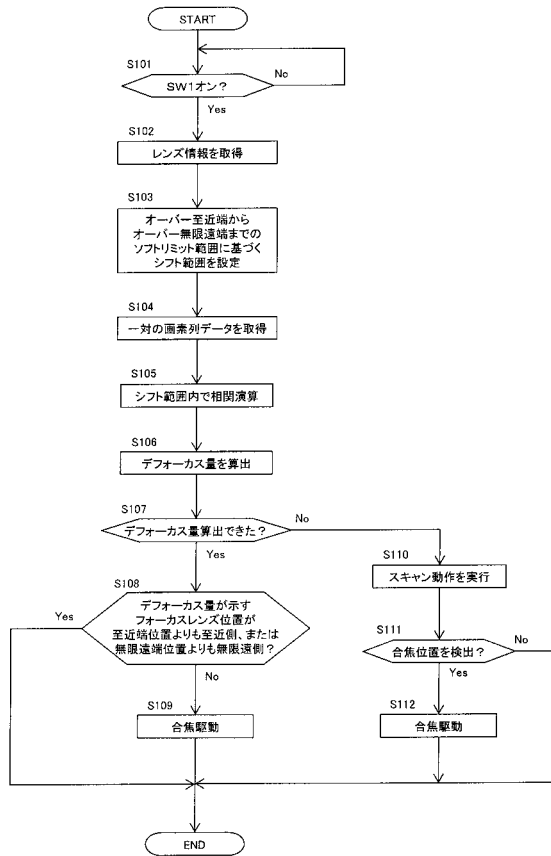 START
S101
SW1オン?
No
Yes
S102
レンズ情報を取得
S103
オーバー至近端から
オーバー無限遠端までの
ソフトリミット範囲に基づく
シフト範囲を設定
S104
一対の画素列データを取得
S105
シフト範囲内で相関演算
S106
デフォーカス量を算出
S107
デフォーカス量算出できた?
No
Yes
S108
デフォーカス量が示す
フォーカスレンズ位置が
至近端位置よりも至近側、または
無限遠端位置よりも無限遠側?
Yes
No
S109
合焦駆動
S110
スキャン動作を実行
S111
合焦位置を検出?
No
Yes
S112
合焦駆動
END